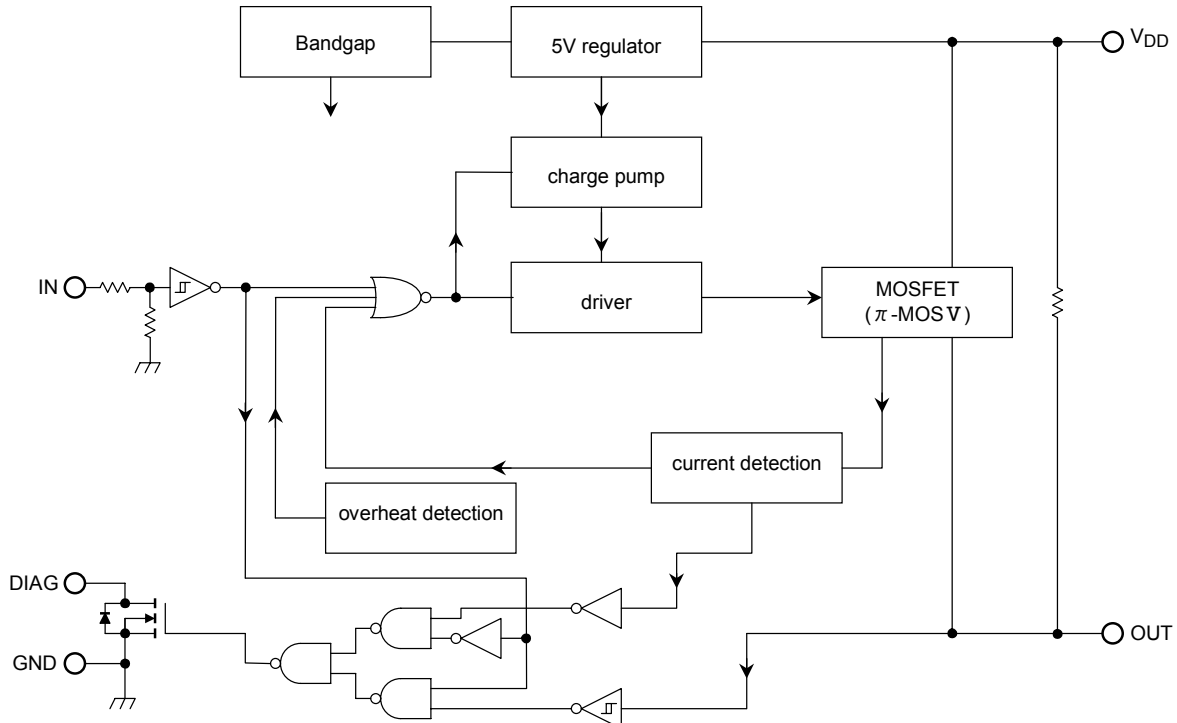 Bandgap
5V regulator
VDD
charge pump
IN
driver
MOSFET
(π-MOSⅤ)
current detection
overheat detection
DIAG
GND
OUT